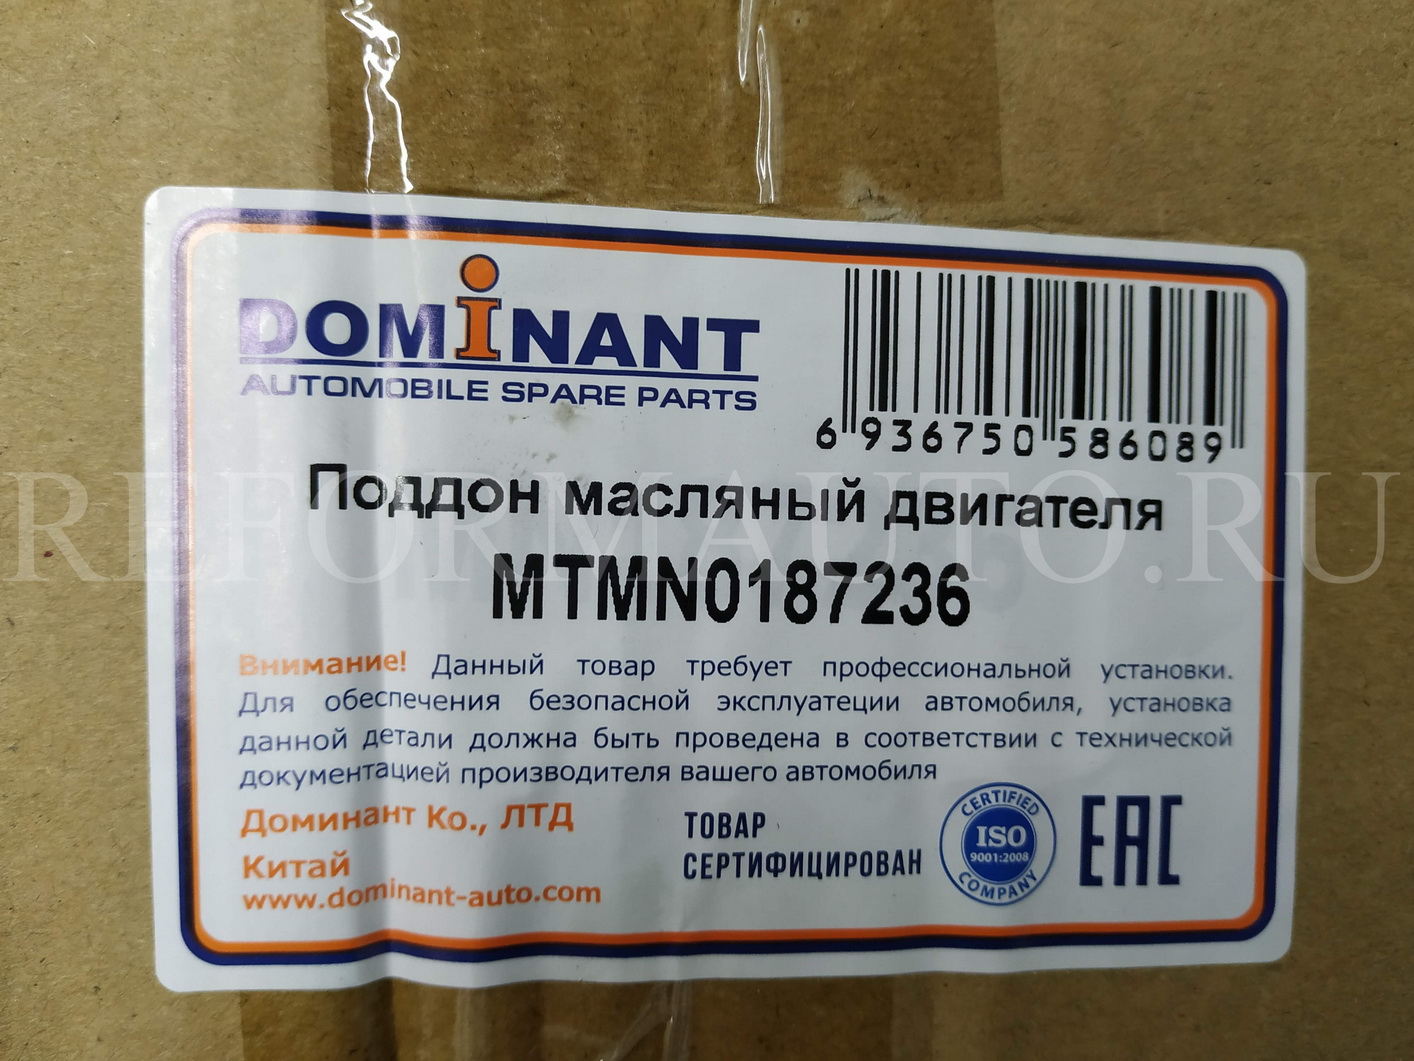 DOMiNANT
AUTOMOBILE SPARE PARTS
6 936750 586089
Поддон масляный двигателя
MTMN0187236
Внимание! Данный товар требует профессиональной установки.
Для обеспечения безопасной эксплуатеции автомобиля, установка
данной детали должна быть проведена в соответствии с технической
документацией производителя вашего автомобиля
Доминант Ко., ЛТД
Китай
www.dominant-auto.com
ТОВАР
СЕРТИФИЦИРОВАН
CERTIFIED
ISO
9001:2008
COMPANY
EAC
REFORMAUTO.RU